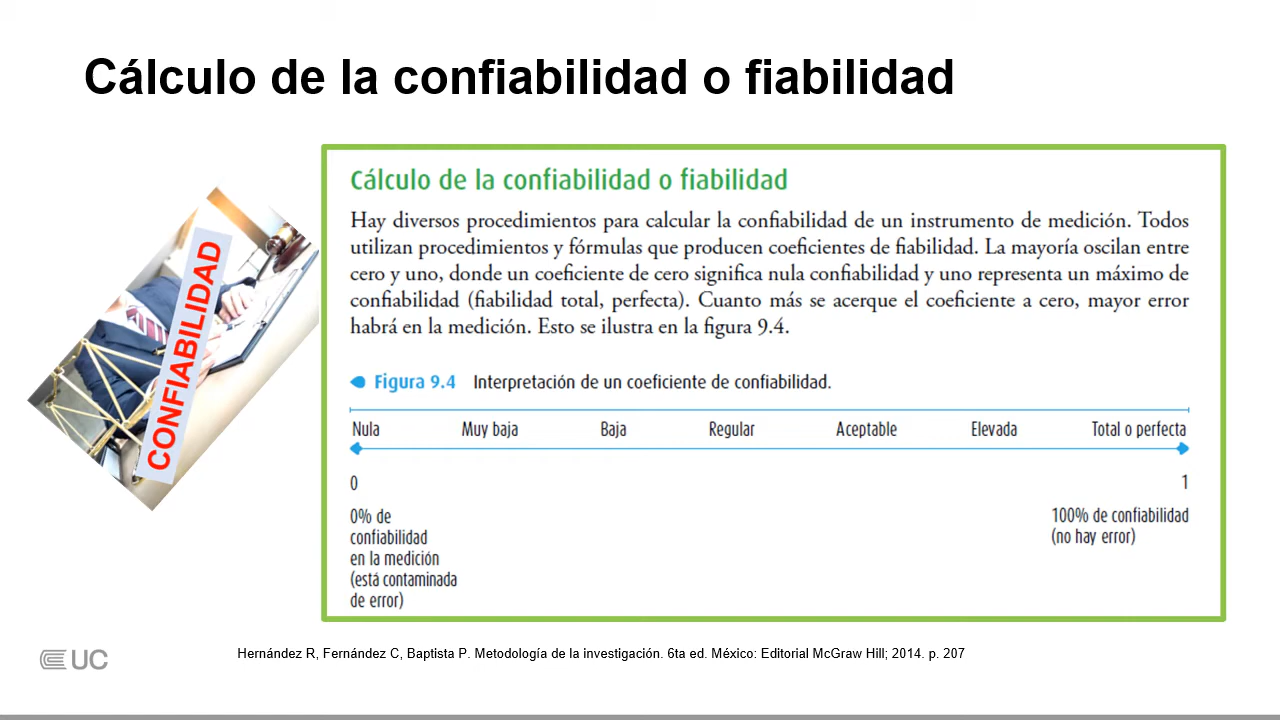 Cálculo de la confiabilidad o fiabilidad
CONFIABILIDAD
Cálculo de la confiabilidad o fiabilidad
Hay diversos procedimientos para calcular la confiabilidad de un instrumento de medición. Todos
utilizan procedimientos y fórmulas que producen coeficientes de fiabilidad. La mayoría oscilan entre
cero y uno, donde un coeficiente de cero significa nula confiabilidad y uno representa un máximo de
confiabilidad (fiabilidad total, perfecta). Cuanto más se acerque el coeficiente a cero, mayor error
habrá en la medición. Esto se ilustra en la figura 9.4.
Figura 9.4 Interpretación de un coeficiente de confiabilidad.
Nula Muy baja Baja Regular Aceptable Elevada Total o perfecta
0 1
0% de
confiabilidad
en la medición
(está contaminada
de error)
100% de confiabilidad
(no hay error)
UC
Hernández R, Fernández C, Baptista P. Metodología de la investigación. 6ta ed. México: Editorial McGraw Hill; 2014. p. 207